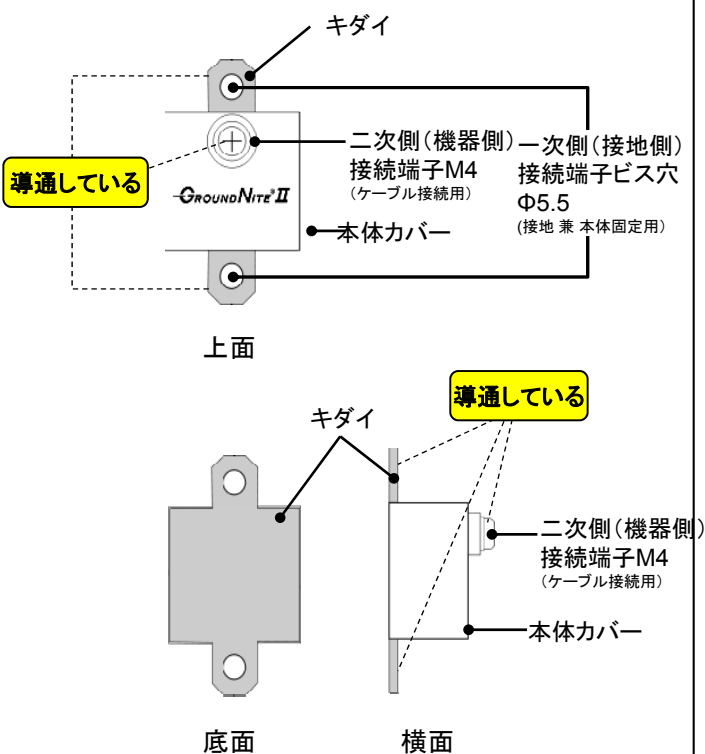 キダイ
二次側（機器側）
接続端子M4
（ケーブル接続用）
一次側（接地側）
接続端子ビス穴
Φ5.5
(接地 兼 本体固定用）
導通している
GROUNDNITE®II
本体カバー
上面
導通している
キダイ
二次側（機器側）
接続端子M4
（ケーブル接続用）
本体カバー
底面
横面